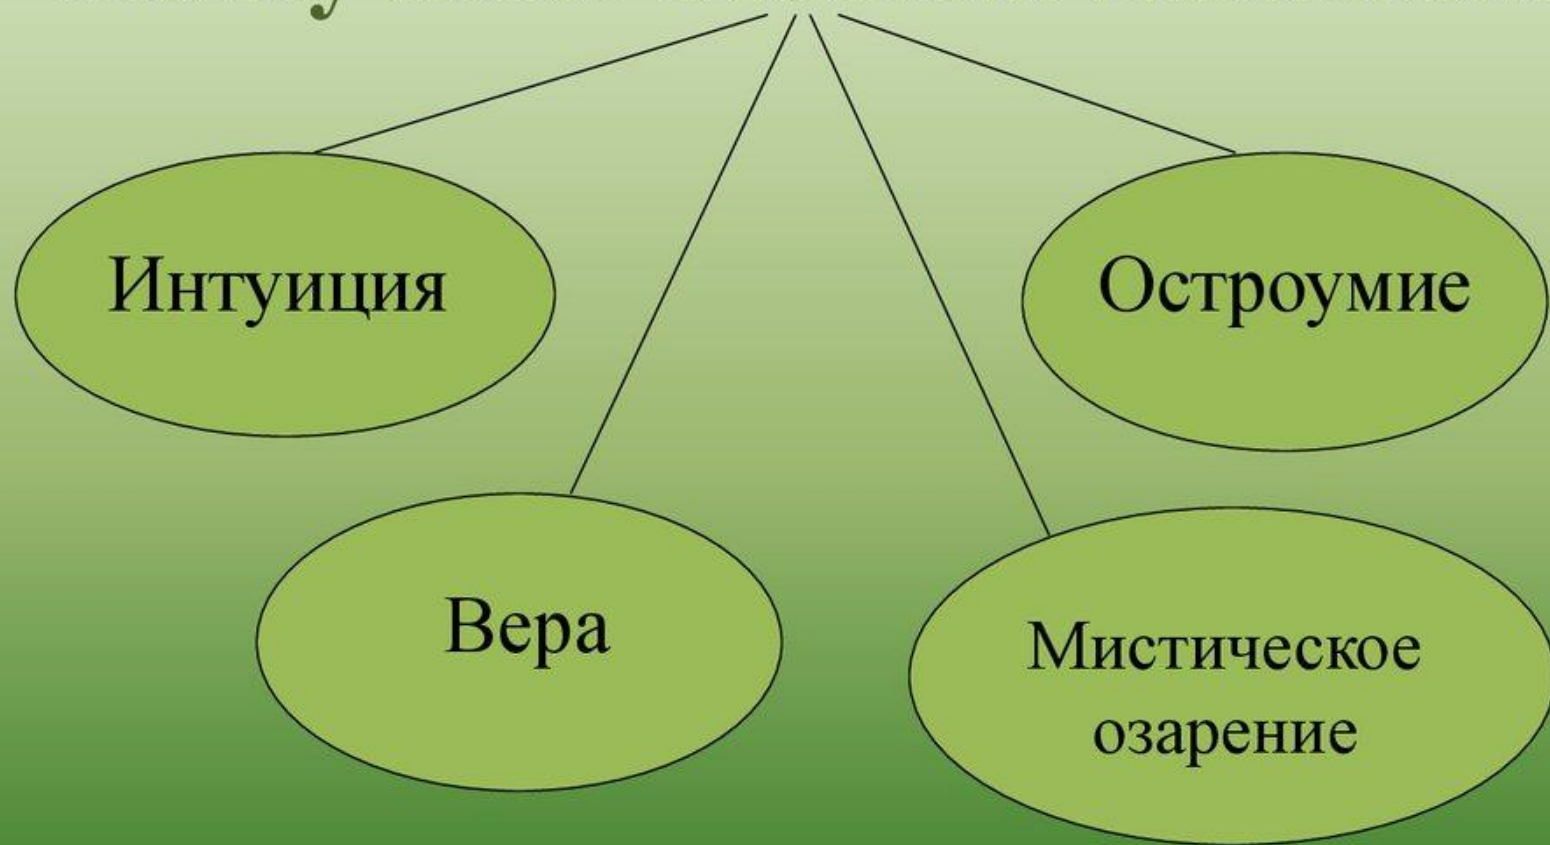 Интуиция
Остроумие
Вера
Мистическое
озарение